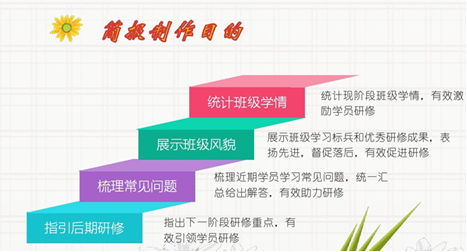 简报制作目的
统计班级学情
统计现阶段班级学情，有效激
励学员研修
展示班级风貌
展示班级学习标兵和优秀研修成果，表
扬先进，督促落后，有效促进研修
梳理常见问题
梳理近期学员学习常见问题，统一汇
总给出解答，有效助力研修
指引后期研修
指出下一阶段研修重点，有
效引领学员研修